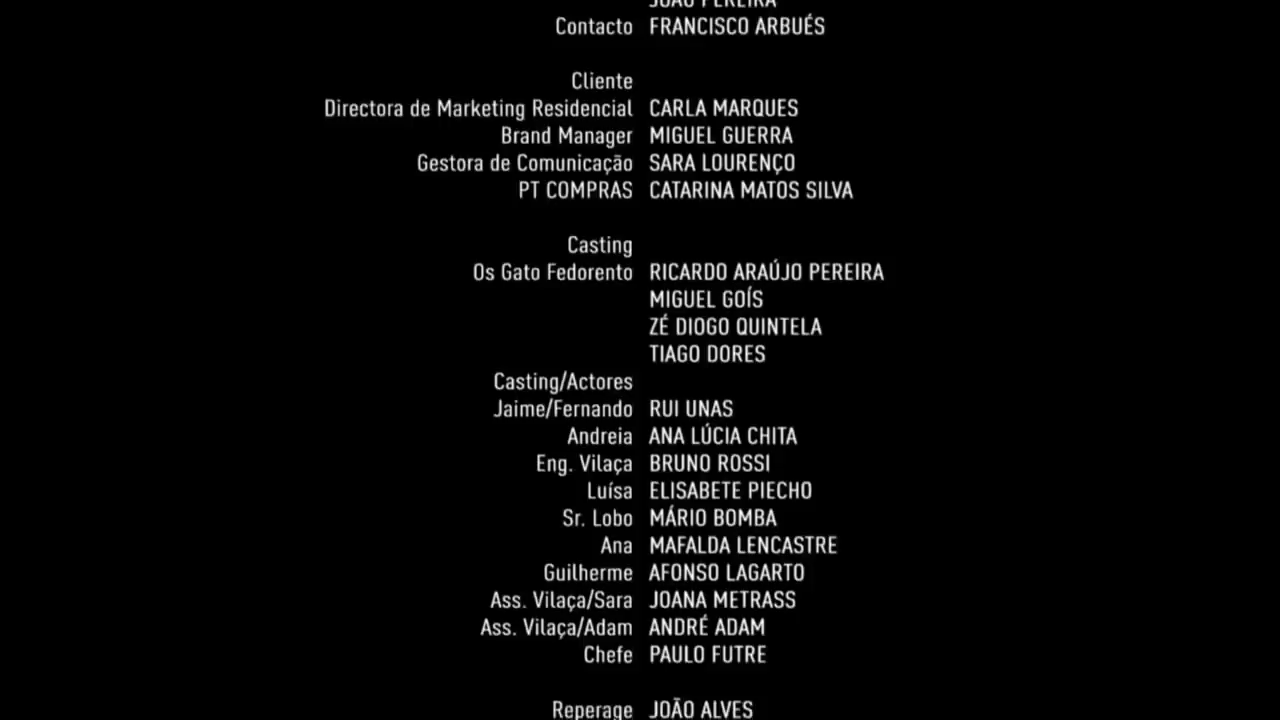 JOÃO PEREIRA
Contacto FRANCISCO ARBUÉS
Cliente
Directora de Marketing Residencial CARLA MARQUES
Brand Manager MIGUEL GUERRA
Gestora de Comunicação SARA LOURENÇO
PT COMPRAS CATARINA MATOS SILVA
Casting
Os Gato Fedorento RICARDO ARAÚJO PEREIRA
MIGUEL GOÍS
ZÉ DIOGO QUINTELA
TIAGO DORES
Casting/Actores
Jaime/Fernando RUI UNAS
Andreia ANA LÚCIA CHITA
Eng. Vilaça BRUNO ROSSI
Luísa ELISABETE PIECHO
Sr. Lobo MÁRIO BOMBA
Ana MAFALDA LENCASTRE
Guilherme AFONSO LAGARTO
Ass. Vilaça/Sara JOANA METRASS
Ass. Vilaça/Adam ANDRÉ ADAM
Chefe PAULO FUTRE
Reperage JOÃO ALVES